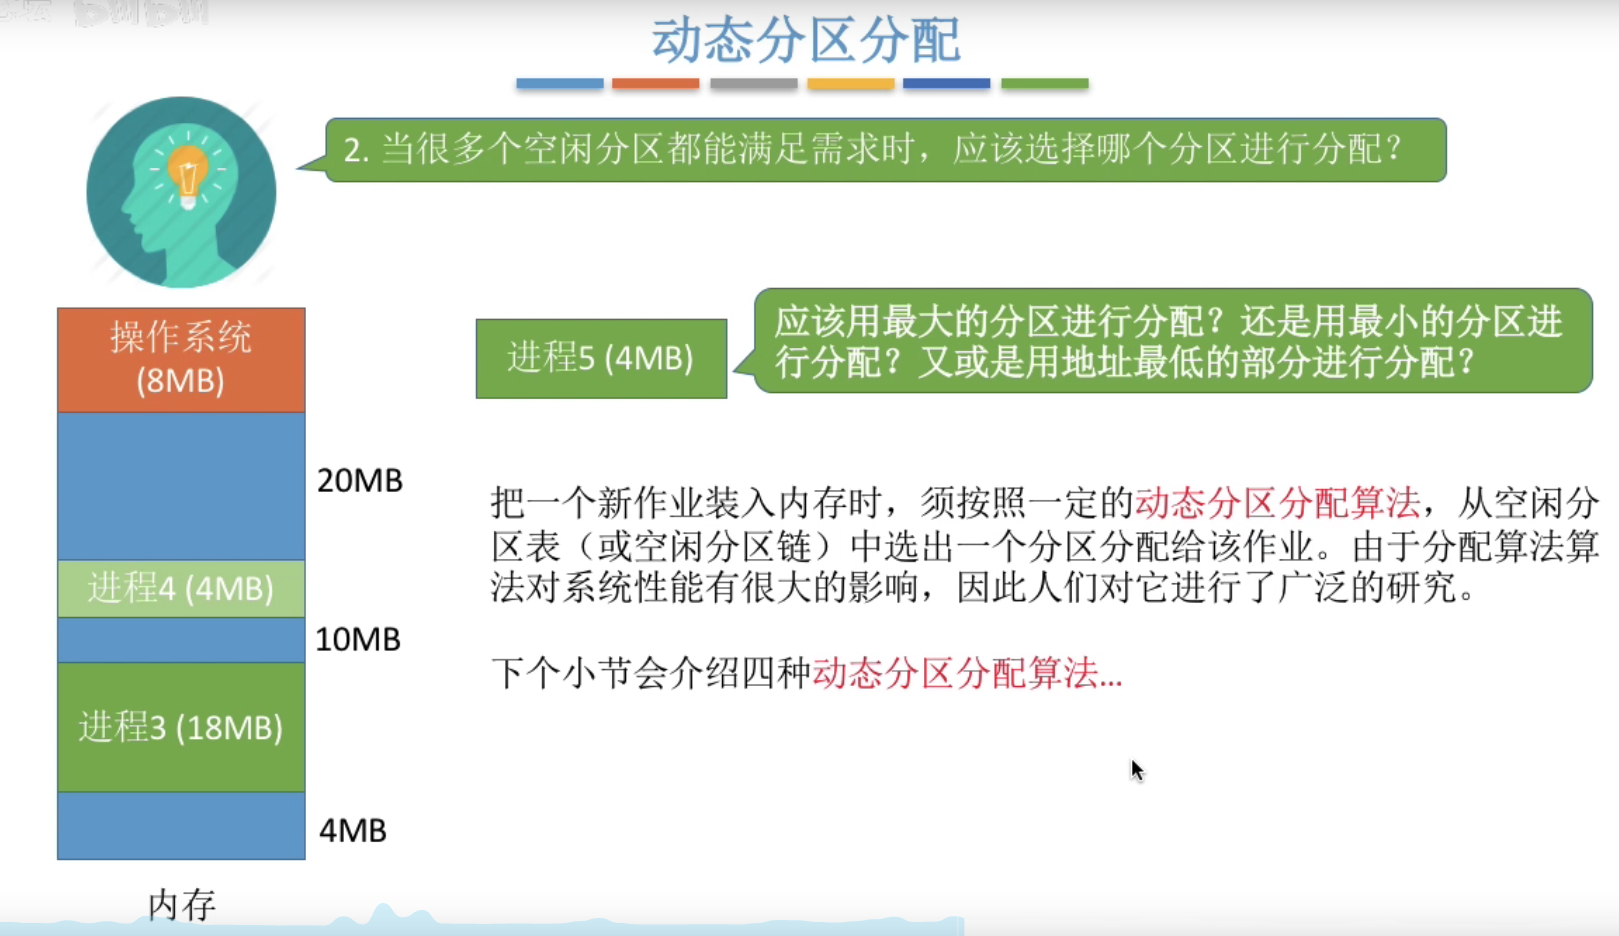 动态分区分配
2. 当很多个空闲分区都能满足需求时，应该选择哪个分区进行分配？
操作系统
(8MB)
20MB
进程4 (4MB)
10MB
进程3 (18MB)
4MB
内存
进程5 (4MB)
应该用最大的分区进行分配？还是用最小的分区进
行分配？又或是用地址最低的部分进行分配？
把一个新作业装入内存时，须按照一定的动态分区分配算法，从空闲分
区表（或空闲分区链）中选出一个分区分配给该作业。由于分配算法算
法对系统性能有很大的影响，因此人们对它进行了广泛的研究。
下个小节会介绍四种动态分区分配算法...